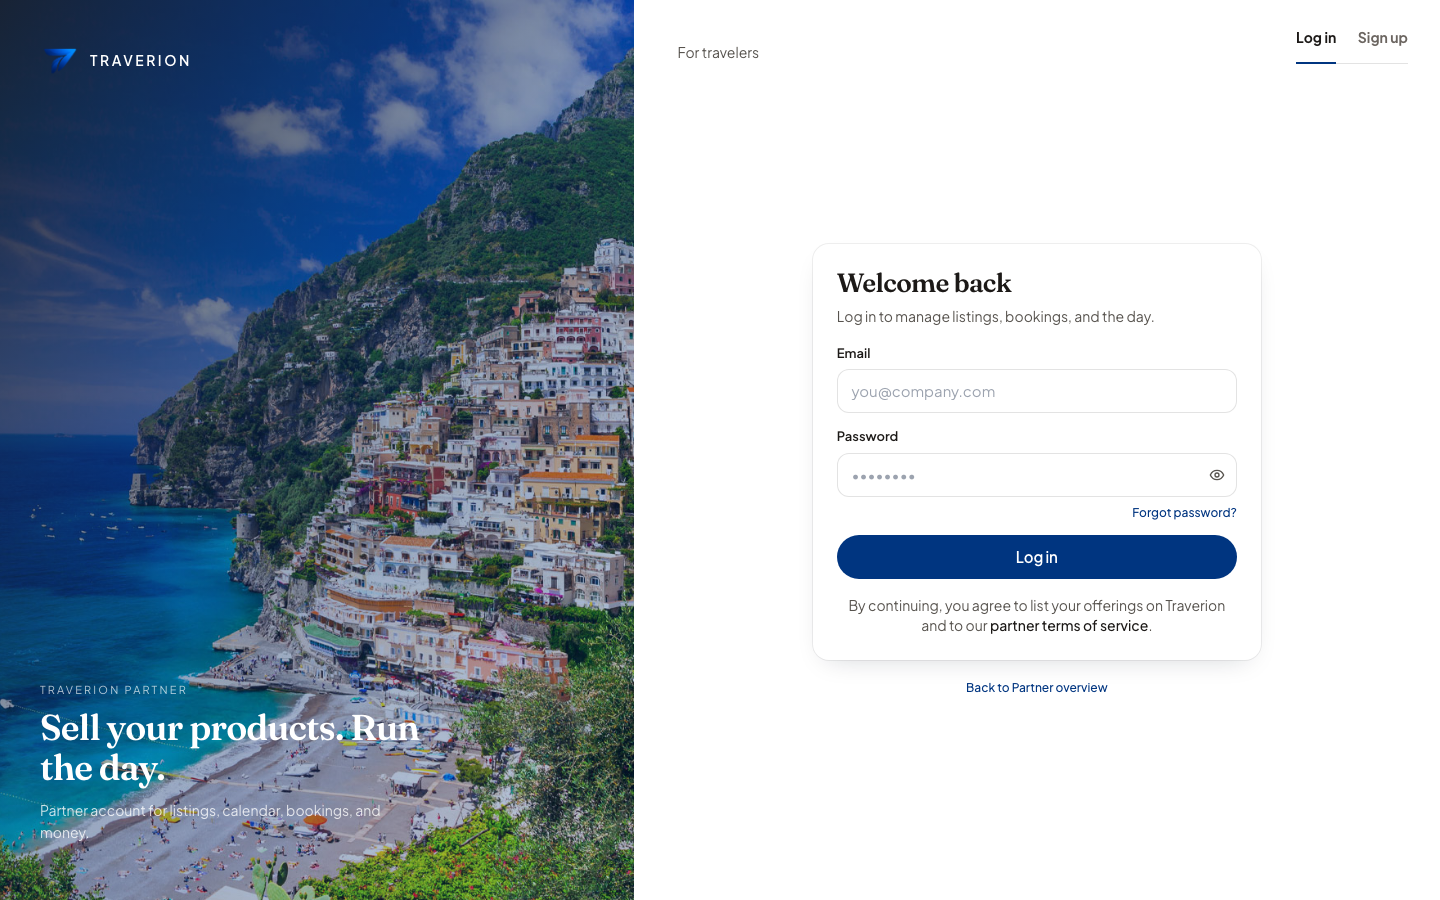 TRAVERION
TRAVERION PARTNER
Sell your products. Run
the day.
Partner account for listings, calendar, bookings, and
money.
For travelers
Log in
Sign up
Welcome back
Log in to manage listings, bookings, and the day.
Email
you@company.com
Password
••••••••
Forgot password?
Log in
By continuing, you agree to list your offerings on Traverion
and to our partner terms of service.
Back to Partner overview